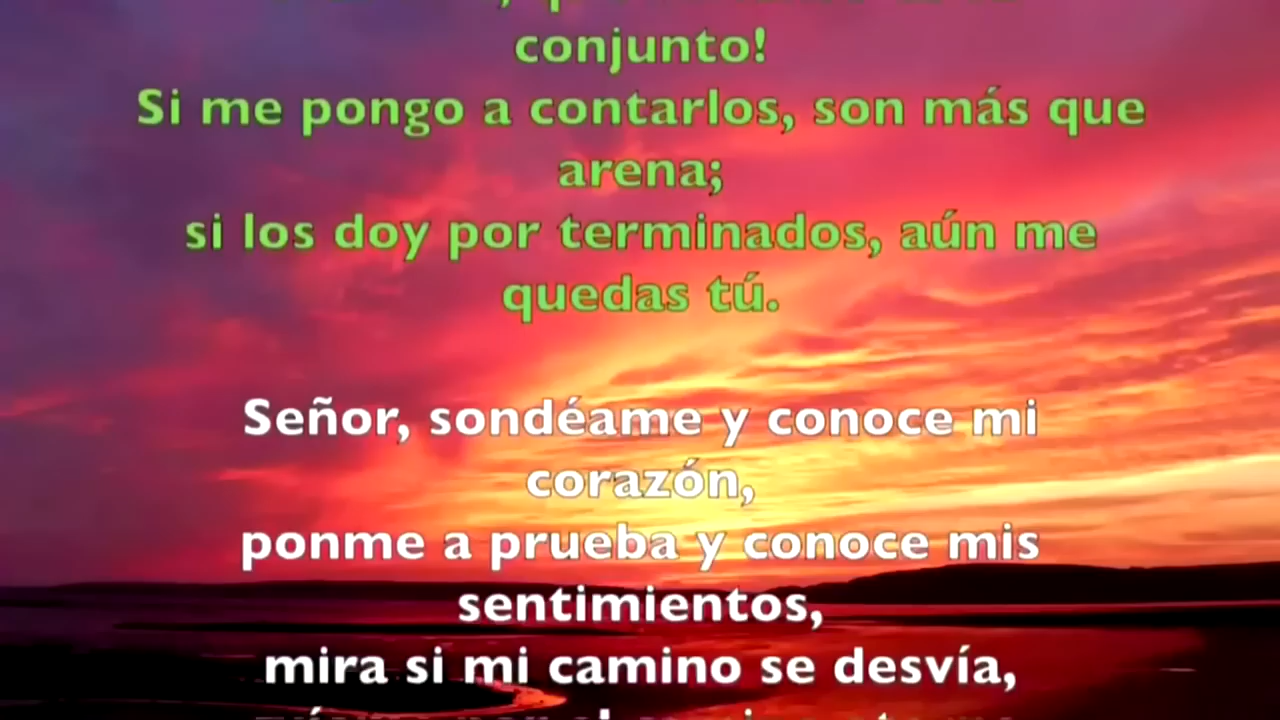 conjunto!
Si me pongo a contarlos, son más que
arena;
si los doy por terminados, aún me
quedas tú.
Señor, sondéame y conoce mi
corazón,
ponme a prueba y conoce mis
sentimientos,
mira si mi camino se desvía,